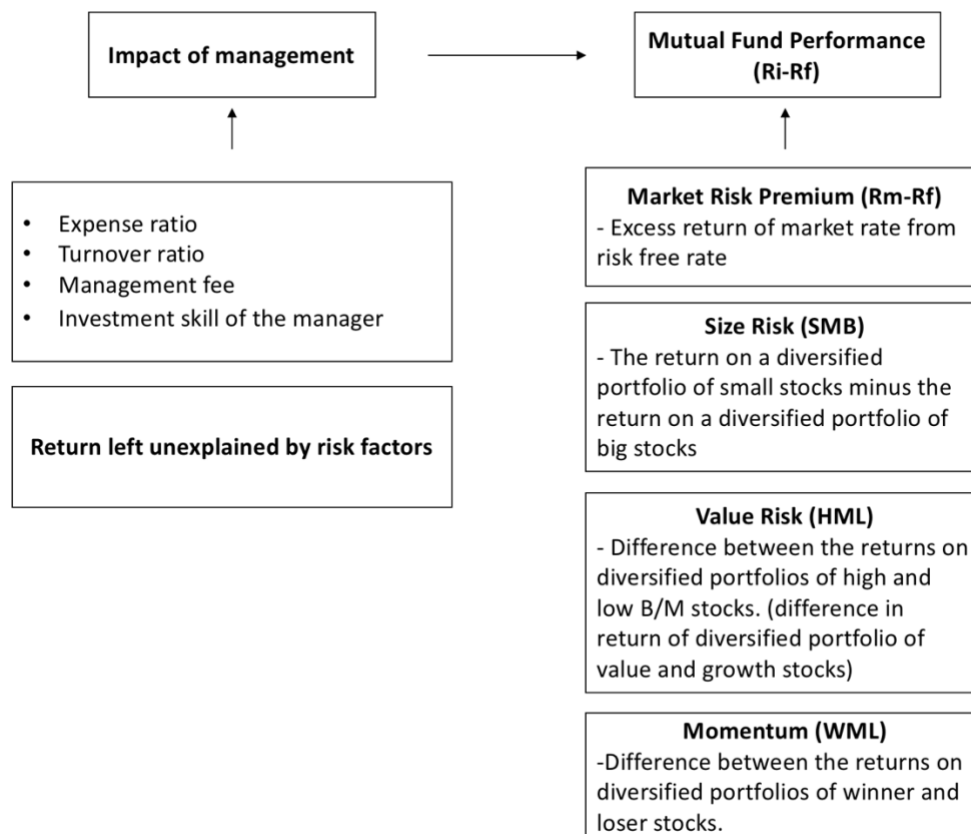 Impact of management
Mutual Fund Performance
(Ri-Rf)
• Expense ratio
• Turnover ratio
• Management fee
• Investment skill of the manager
Return left unexplained by risk factors
Market Risk Premium (Rm-Rf)
- Excess return of market rate from
risk free rate
Size Risk (SMB)
- The return on a diversified
portfolio of small stocks minus the
return on a diversified portfolio of
big stocks
Value Risk (HML)
- Difference between the returns on
diversified portfolios of high and
low B/M stocks. (difference in
return of diversified portfolio of
value and growth stocks)
Momentum (WML)
-Difference between the returns on
diversified portfolios of winner and
loser stocks.